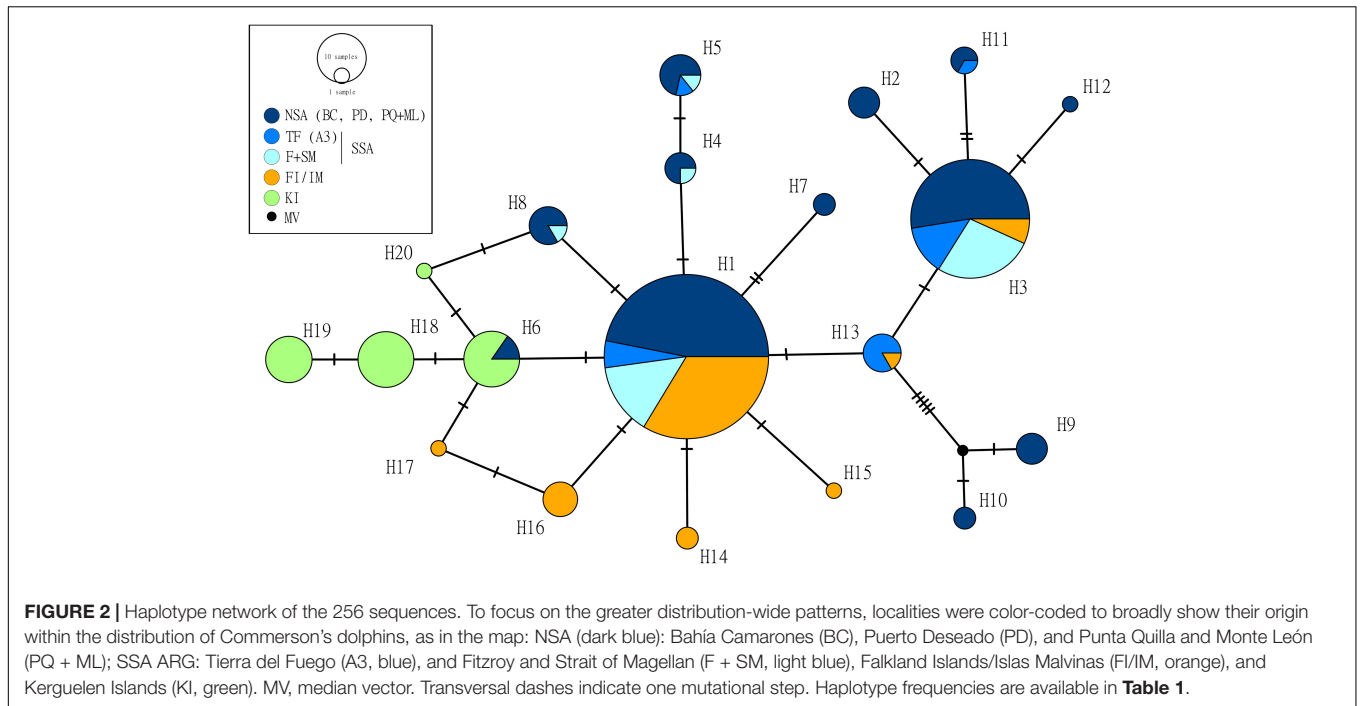 10 samples
1 sample
NSA (BC, PD, PQ+ML)
TF (A3)
F+SM
SSA
FI/IM
KI
MV
H5
H11
H2
H12
H4
H7
H8
H20
H1
H3
H19
H18
H6
H13
H17
H16
H15
H14
H9
H10
FIGURE 2 | Haplotype network of the 256 sequences. To focus on the greater distribution-wide patterns, localities were color-coded to broadly show their origin
within the distribution of Commerson's dolphins, as in the map: NSA (dark blue): Bahía Camarones (BC), Puerto Deseado (PD), and Punta Quilla and Monte León
(PQ + ML); SSA ARG: Tierra del Fuego (A3, blue), and Fitzroy and Strait of Magellan (F + SM, light blue), Falkland Islands/Islas Malvinas (FI/IM, orange), and
Kerguelen Islands (KI, green). MV, median vector. Transversal dashes indicate one mutational step. Haplotype frequencies are available in Table 1.